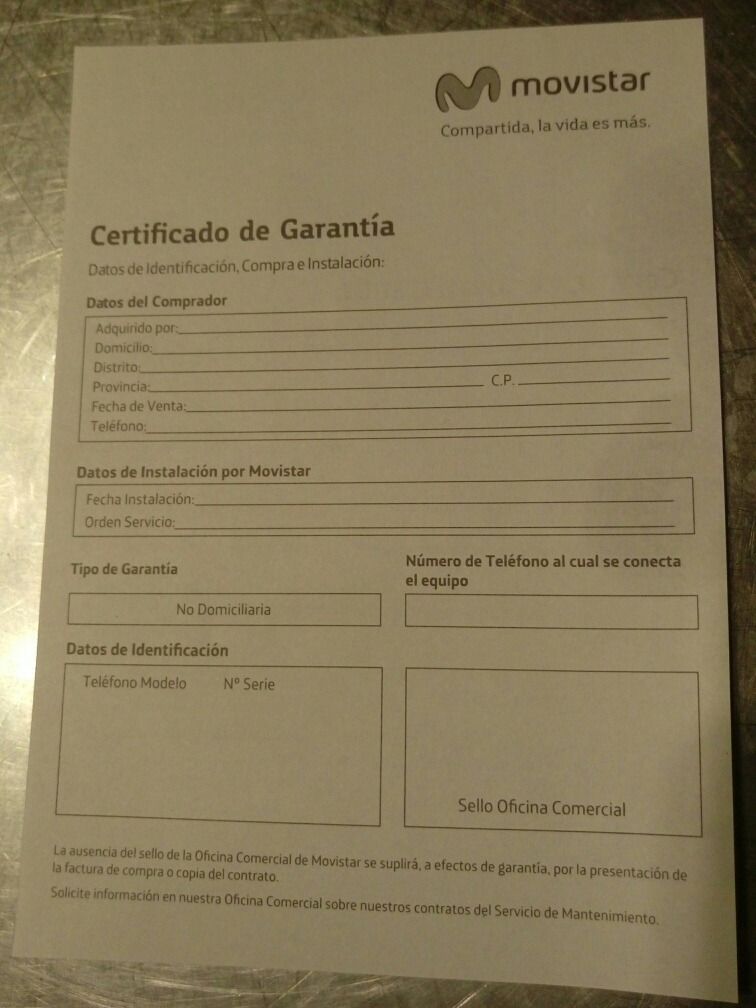 movistar
Compartida, la vida es más.
Certificado de Garantía
Datos de Identificación, Compra e Instalación:
Datos del Comprador
Adquirido por:
Domicilio:
Distrito:
Provincia: C.P.
Fecha de Venta:
Teléfono:
Datos de Instalación por Movistar
Fecha Instalación:
Orden Servicio:
Tipo de Garantía
Número de Teléfono al cual se conecta
el equipo
No Domiciliaria
Datos de Identificación
Teléfono Modelo Nº Serie
Sello Oficina Comercial
La ausencia del sello de la Oficina Comercial de Movistar se suplirá, a efectos de garantía, por la presentación de
la factura de compra o copia del contrato.
Solicite información en nuestra Oficina Comercial sobre nuestros contratos del Servicio de Mantenimiento.